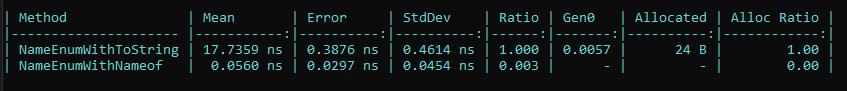 | Method | Mean | Error | StdDev | Ratio | Gen0 | Allocated | Alloc Ratio |
|--------------------- |-----------:|----------:|----------:|------:|-------:|----------:|------------:|
| NameEnumWithToString | 17.7359 ns | 0.3876 ns | 0.4614 ns | 1.000 | 0.0057 | 24 B | 1.00 |
| NameEnumWithNameof | 0.0560 ns | 0.0297 ns | 0.0454 ns | 0.003 | - | - | 0.00 |